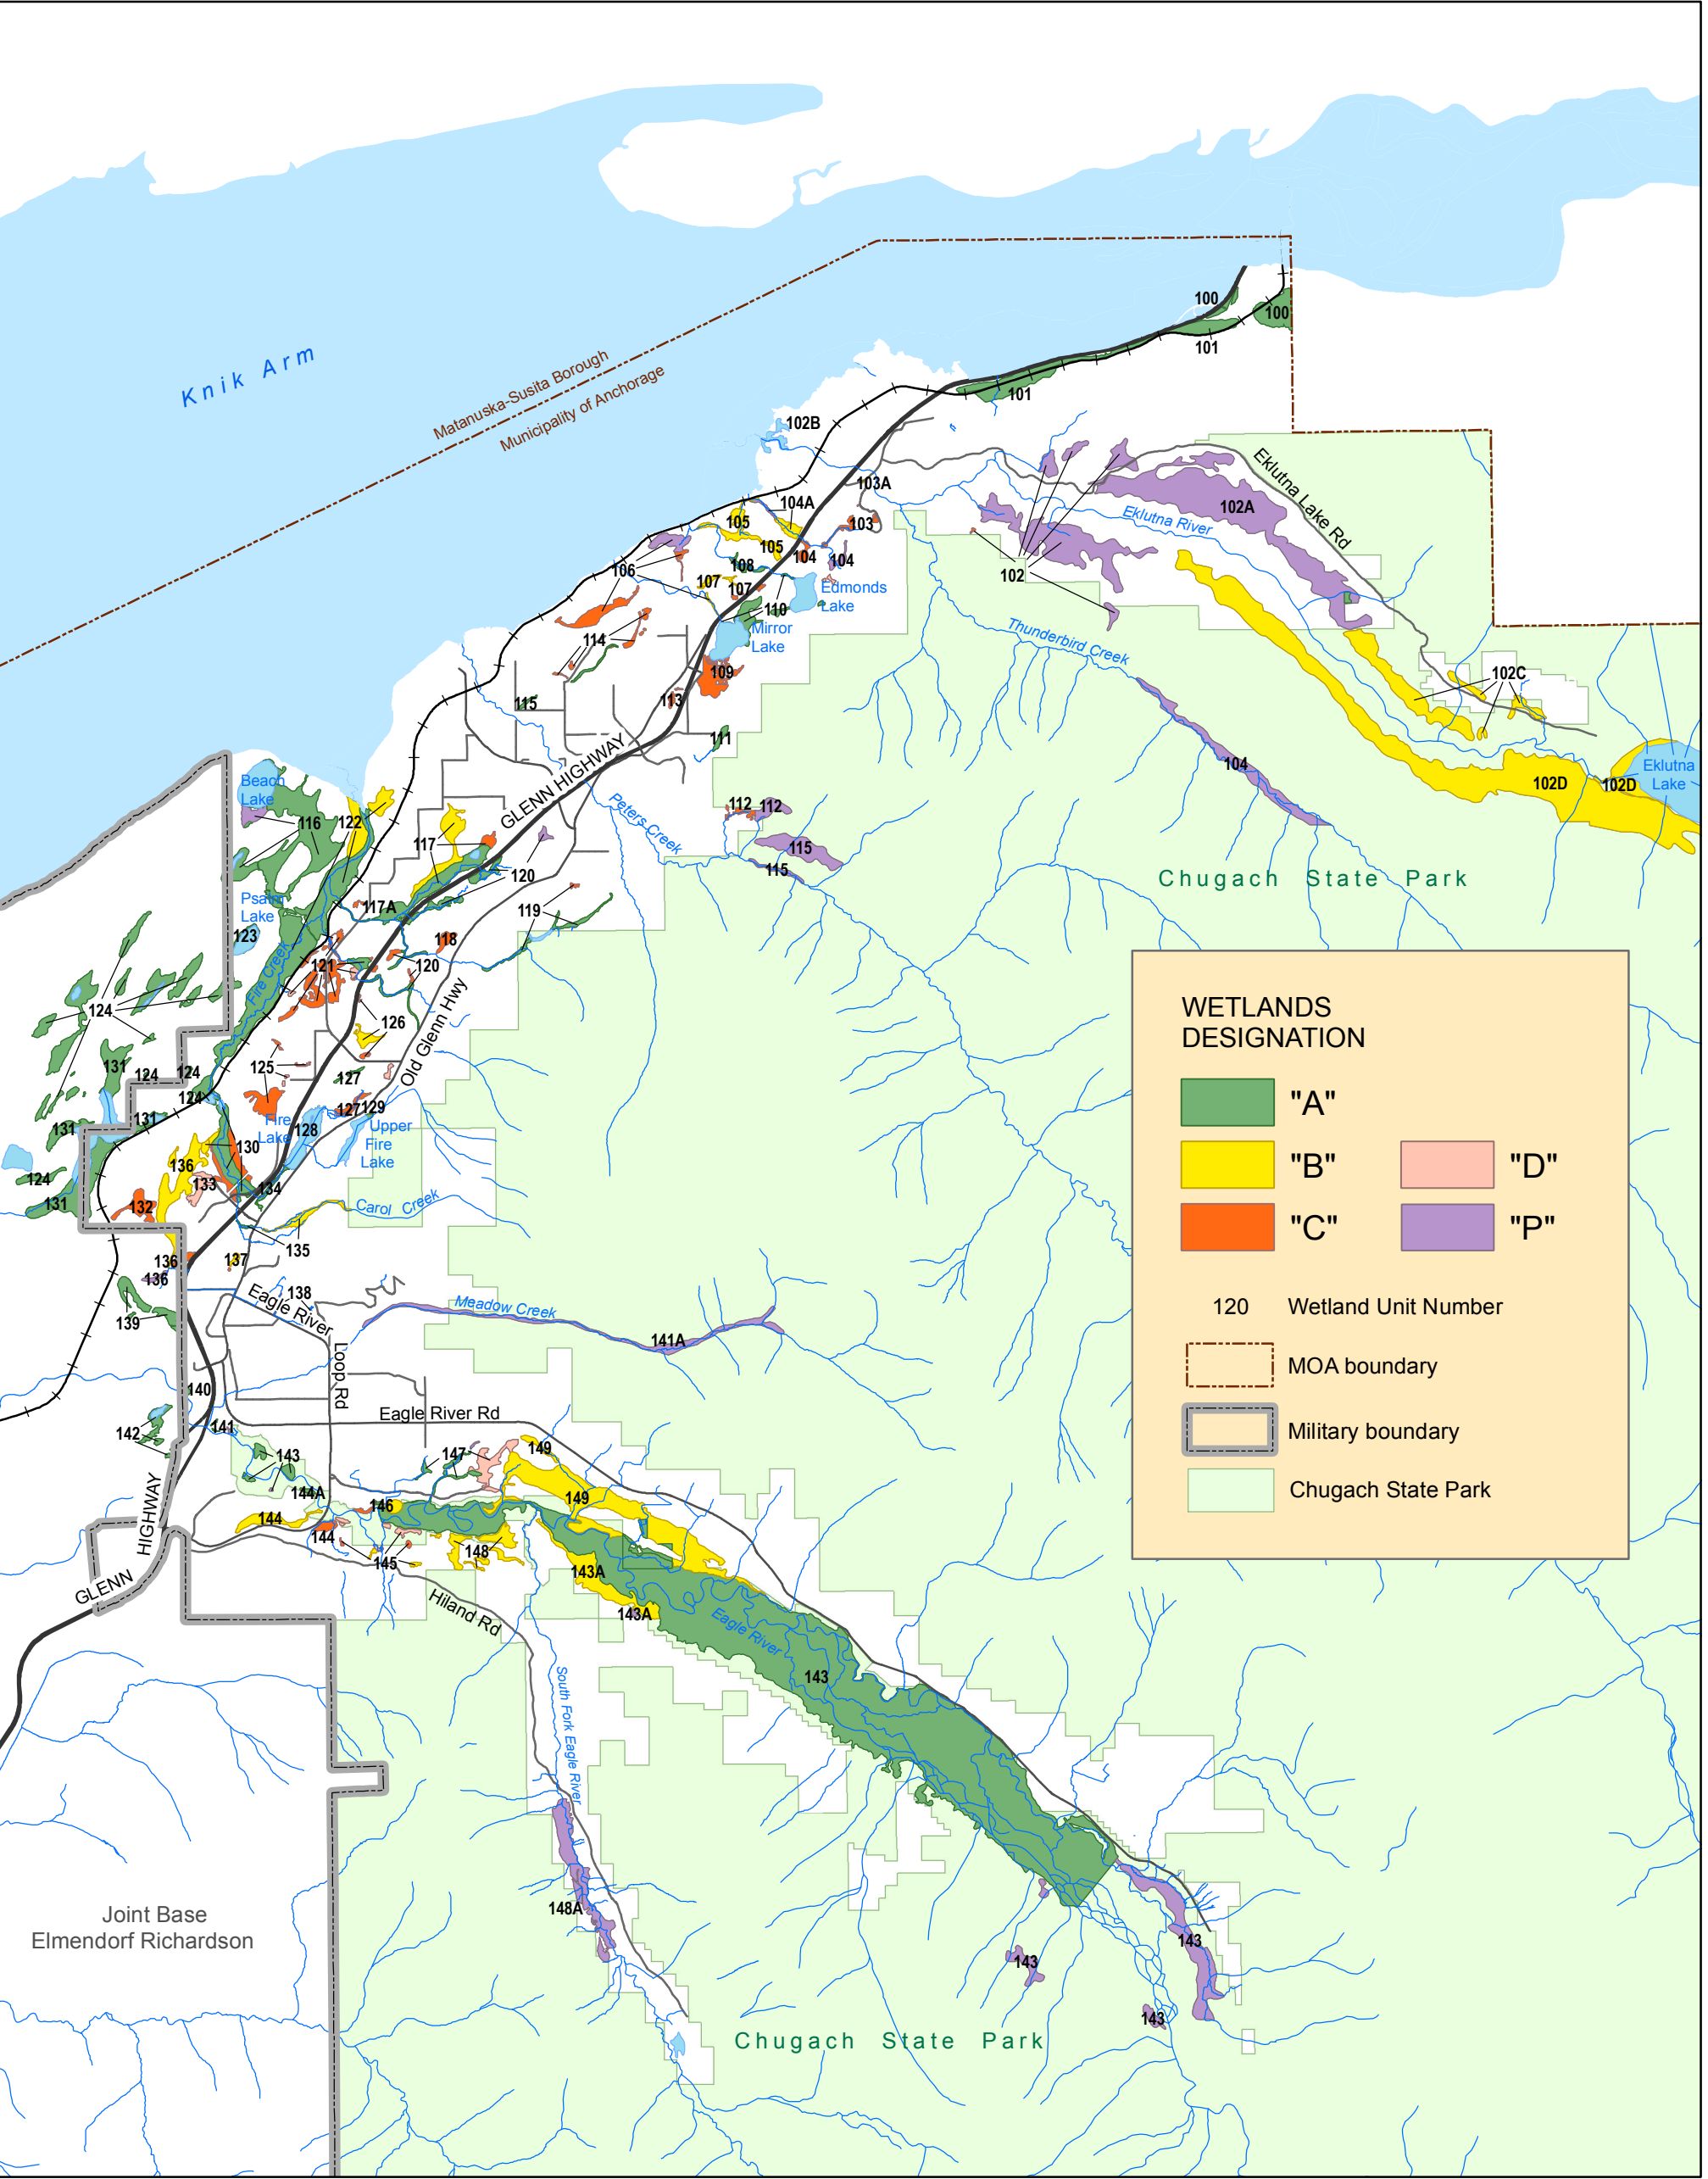 100
100
101
Knik Arm
Matanuska-Susita Borough
Municipality of Anchorage
101
102B
Eklutna Lake Rd
103A
104A
102A
105
103
Eklutna River
105
104
104
108
106
102
107
107
Edmonds
Lake
110
114
Mirror
Lake
Thunderbird Creek
109
102C
113
115
111
GLENN HIGHWAY
104
Eklutna
Lake
102D
102D
Beach
Lake
Peters Creek
112
112
116
122
117
115
115
120
Chugach State Park
Psalm
Lake
117A
119
123
118
Fire Creek
121
120
124
126
Old Glenn Hwy
131
125
124
124
127
124
127
129
131
Fire
Lake
128
Upper
Fire
Lake
131
130
136
124
133
134
131
132
Carol Creek
135
136
137
136
138
Eagle River
Loop Rd
Meadow Creek
139
141A
140
Eagle River Rd
141
142
143
147
149
144A
149
146
144
144
HIGHWAY
145
148
143A
GLENN
143A
Hiland Rd
Eagle River
143
South Fork Eagle River
148A
Joint Base
Elmendorf Richardson
143
143
143
Chugach State Park
WETLANDS
DESIGNATION
"A"
"B"
"D"
"C"
"P"
120 Wetland Unit Number
MOA boundary
Military boundary
Chugach State Park